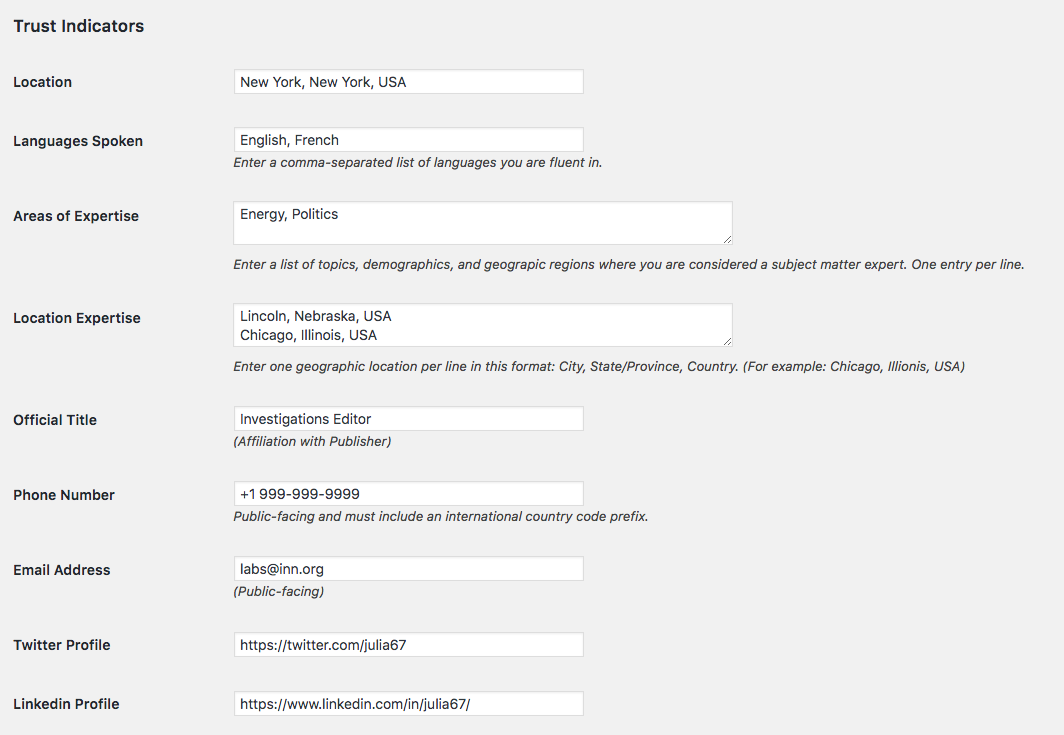 Trust Indicators
Location
New York, New York, USA
Languages Spoken
English, French
Enter a comma-separated list of languages you are fluent in.
Areas of Expertise
Energy, Politics
Enter a list of topics, demographics, and geograpic regions where you are considered a subject matter expert. One entry per line.
Location Expertise
Lincoln, Nebraska, USA
Chicago, Illinois, USA
Enter one geographic location per line in this format: City, State/Province, Country. (For example: Chicago, Illionis, USA)
Official Title
Investigations Editor
(Affiliation with Publisher)
Phone Number
+1 999-999-9999
Public-facing and must include an international country code prefix.
Email Address
labs@inn.org
(Public-facing)
Twitter Profile
https://twitter.com/julia67
Linkedin Profile
https://www.linkedin.com/in/julia67/